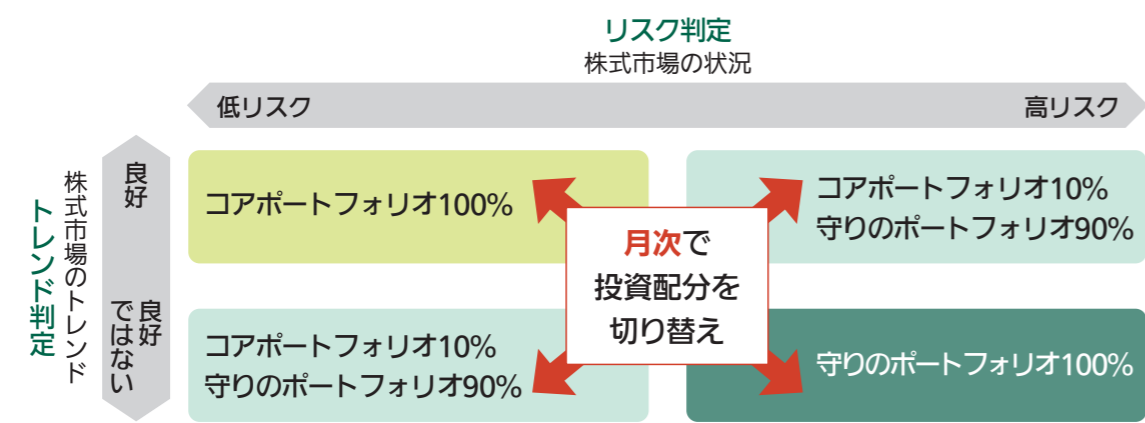 リスク判定
株式市場の状況
低リスク
高リスク
トレンド判定
株式市場のトレンド
良好
良好
ではない
コアポートフォリオ100%
コアポートフォリオ10%
守りのポートフォリオ90%
月次で
投資配分を
切り替え
コアポートフォリオ10%
守りのポートフォリオ90%
守りのポートフォリオ100%